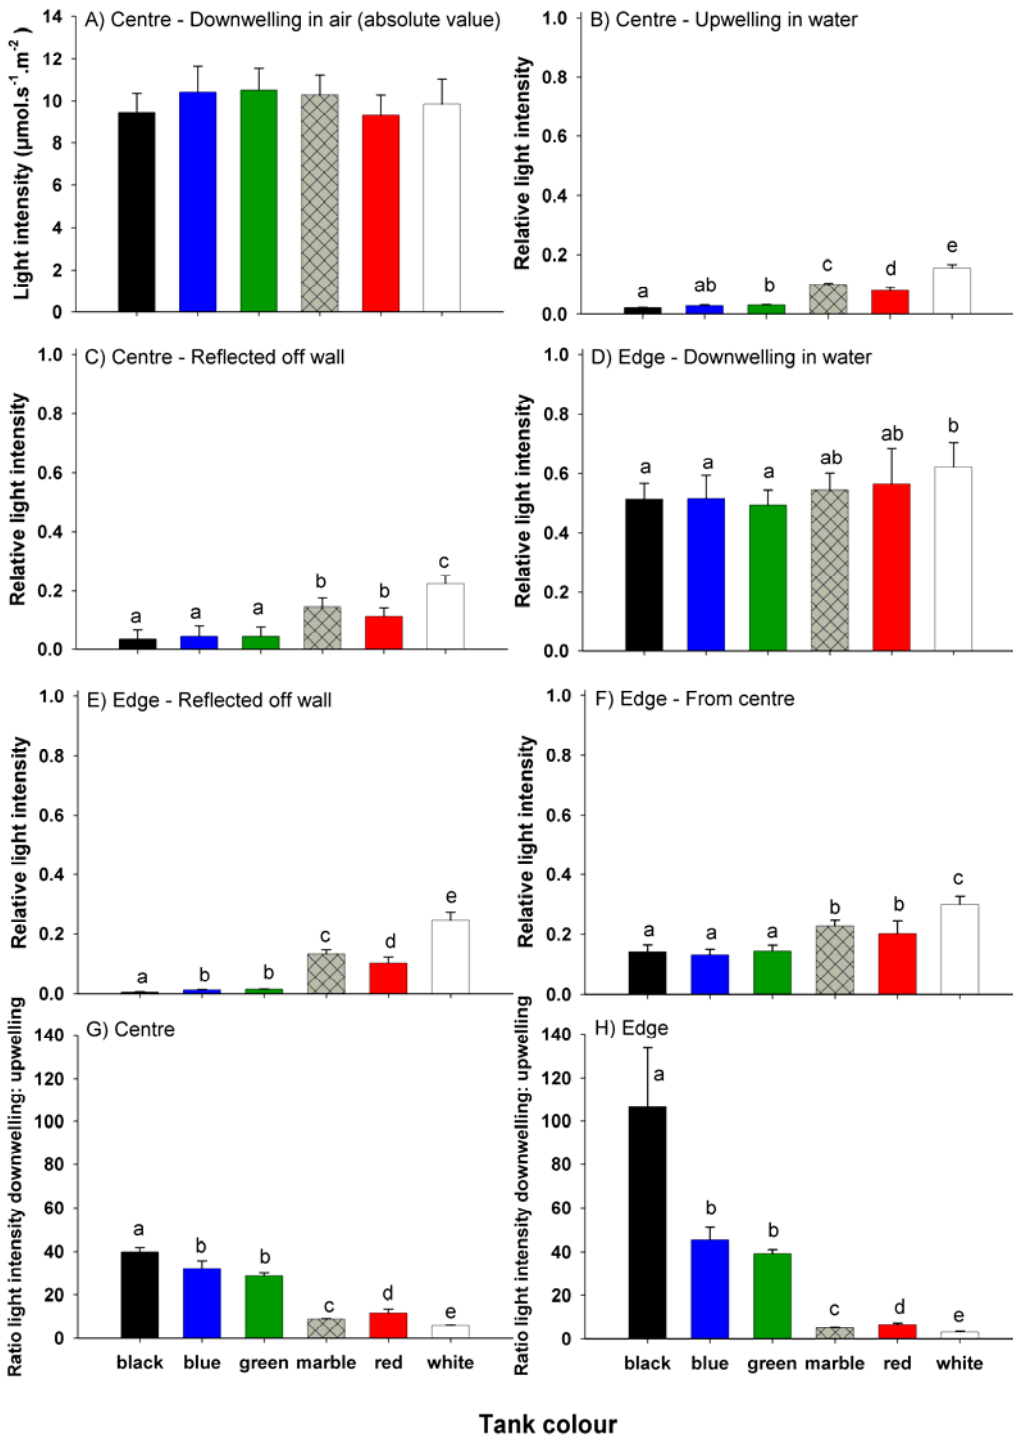 A) Centre - Downwelling in air (absolute value)
Light intensity (µmol.s⁻¹.m⁻²)
14
12
10
8
6
4
2
0
B) Centre - Upwelling in water
Relative light intensity
1.0
0.8
0.6
0.4
0.2
0.0
a
ab
b
c
d
e
C) Centre - Reflected off wall
Relative light intensity
1.0
0.8
0.6
0.4
0.2
0.0
a
a
a
b
b
c
D) Edge - Downwelling in water
Relative light intensity
1.0
0.8
0.6
0.4
0.2
0.0
a
a
a
ab
ab
b
E) Edge - Reflected off wall
Relative light intensity
1.0
0.8
0.6
0.4
0.2
0.0
a
b
b
c
d
e
F) Edge - From centre
Relative light intensity
1.0
0.8
0.6
0.4
0.2
0.0
a
a
a
b
b
c
G) Centre
Ratio light intensity downwelling: upwelling
140
120
100
80
60
40
20
0
a
b
b
c
d
e
black blue green marble red white
H) Edge
Ratio light intensity downwelling: upwelling
140
120
100
80
60
40
20
0
a
b
b
c
d
e
black blue green marble red white
Tank colour